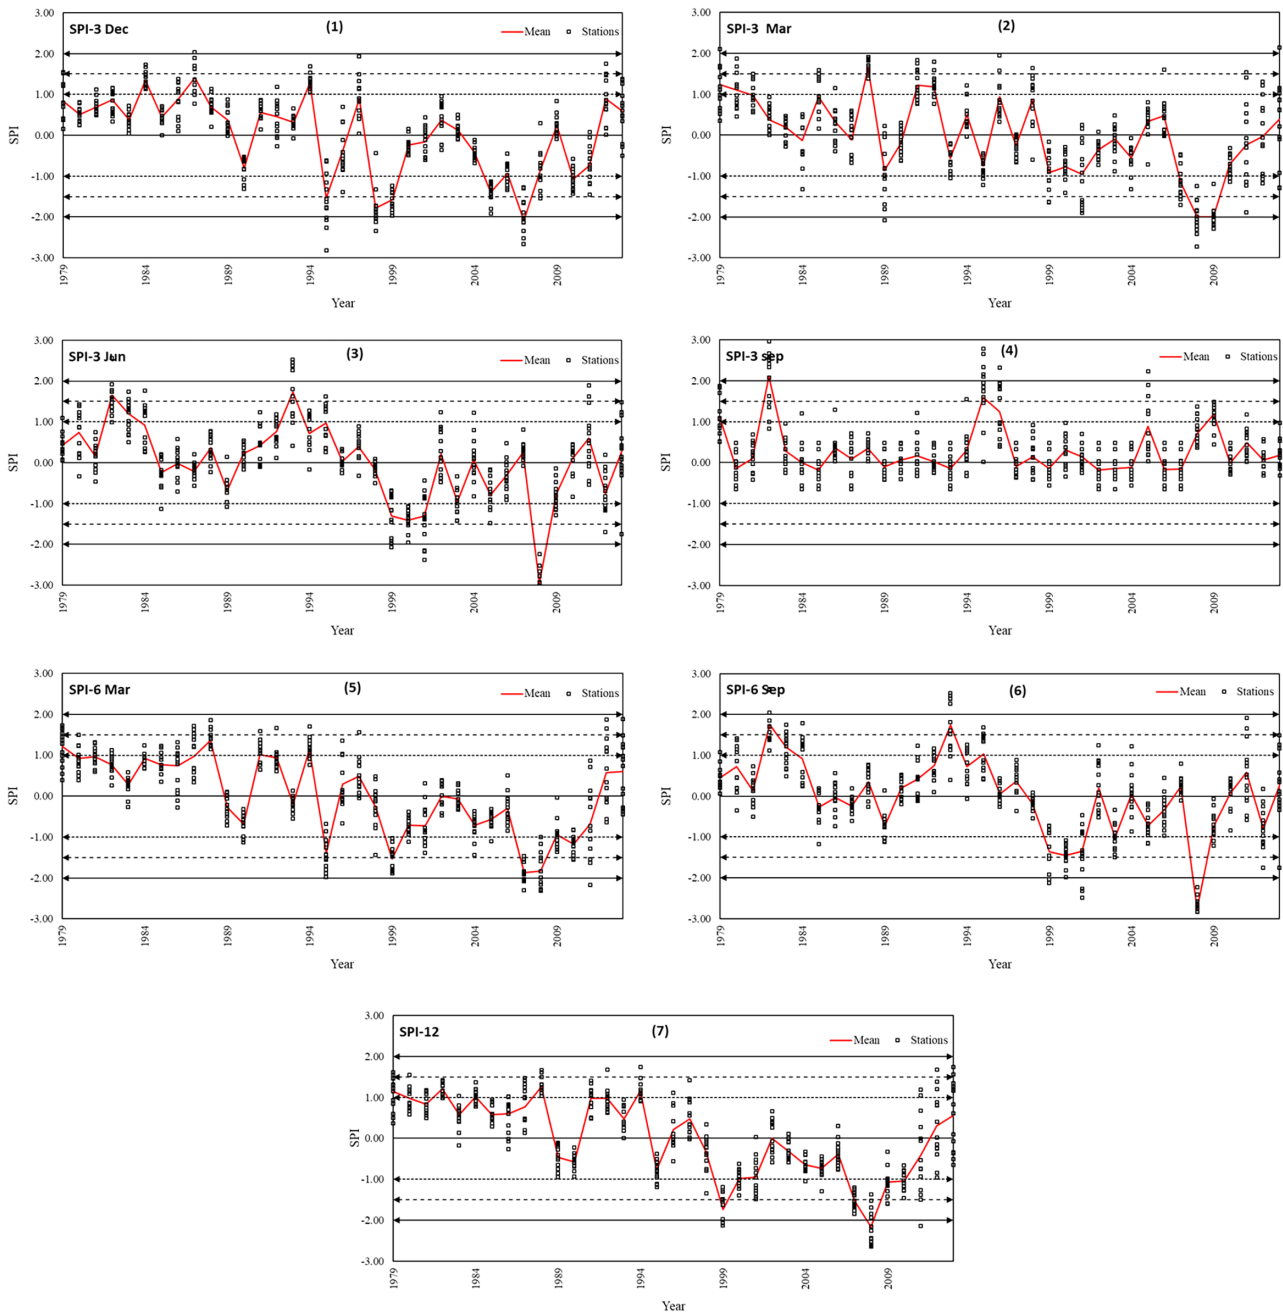 SPI-3 Dec (1) Mean Stations
3.00
2.00
1.00
0.00
-1.00
-2.00
-3.00
SPI
1979 1984 1989 1994 1999 2004 2009
Year
SPI-3 Mar (2) Mean Stations
3.00
2.00
1.00
0.00
-1.00
-2.00
-3.00
SPI
1979 1984 1989 1994 1999 2004 2009
Year
SPI-3 Jun (3) Mean Stations
3.00
2.00
1.00
0.00
-1.00
-2.00
-3.00
SPI
1979 1984 1989 1994 1999 2004 2009
Year
SPI-3 sep (4) Mean Stations
3.00
2.00
1.00
0.00
-1.00
-2.00
-3.00
SPI
1979 1984 1989 1994 1999 2004 2009
Year
SPI-6 Mar (5) Mean Stations
3.00
2.00
1.00
0.00
-1.00
-2.00
-3.00
SPI
1979 1984 1989 1994 1999 2004 2009
Year
SPI-6 Sep (6) Mean Stations
3.00
2.00
1.00
0.00
-1.00
-2.00
-3.00
SPI
1979 1984 1989 1994 1999 2004 2009
Year
SPI-12 (7) Mean Stations
3.00
2.00
1.00
0.00
-1.00
-2.00
-3.00
SPI
1979 1984 1989 1994 1999 2004 2009
Year